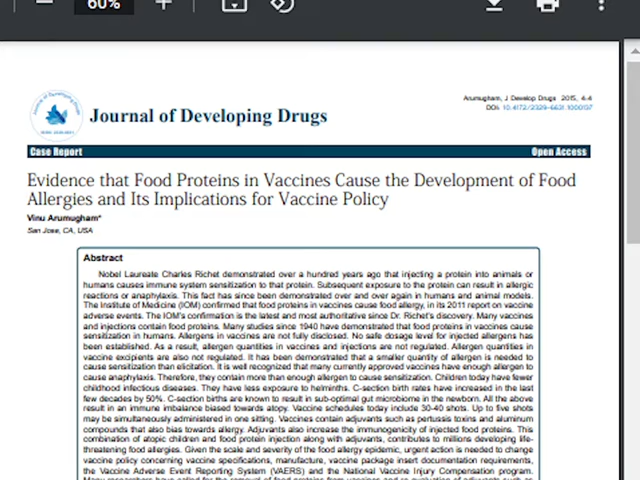 60%
Arumugham, J Develop Drugs 2015, 4:4
DOI: 10.4172/2329-6631.1000137
Journal of Developing Drugs
Case Report Open Access
Evidence that Food Proteins in Vaccines Cause the Development of Food
Allergies and Its Implications for Vaccine Policy
Vinu Arumugham*
San Jose, CA, USA
Abstract
Nobel Laureate Charles Richet demonstrated over a hundred years ago that injecting a protein into animals or
humans causes immune system sensitization to that protein. Subsequent exposure to the protein can result in allergic
reactions or anaphylaxis. This fact has since been demonstrated over and over again in humans and animal models.
The Institute of Medicine (IOM) confirmed that food proteins in vaccines cause food allergy, in its 2011 report on vaccine
adverse events. The IOM's confirmation is the latest and most authoritative since Dr. Richet's discovery. Many vaccines
and injections contain food proteins. Many studies since 1940 have demonstrated that food proteins in vaccines cause
sensitization in humans. Allergens in vaccines are not fully disclosed. No safe dosage level for injected allergens has
been established. As a result, allergen quantities in vaccines and injections are not regulated. Allergen quantities in
vaccine excipients are also not regulated. It has been demonstrated that a smaller quantity of allergen is needed to
cause sensitization than elicitation. It is well recognized that many currently approved vaccines have enough allergen to
cause anaphylaxis. Therefore, they contain more than enough allergen to cause sensitization. Children today have fewer
childhood infectious diseases. They have less exposure to helminths. C-section birth rates have increased in the last
few decades by 50%. C-section births are known to result in sub-optimal gut microbiome in the newborn. All the above
result in an immune imbalance biased towards atopy. Vaccine schedules today include 30-40 shots. Up to five shots
may be simultaneously administered in one sitting. Vaccines contain adjuvants such as pertussis toxins and aluminum
compounds that also bias towards allergy. Adjuvants also increase the immunogenicity of injected food proteins. This
combination of atopic children and food protein injection along with adjuvants, contributes to millions developing life-
threatening food allergies. Given the scale and severity of the food allergy epidemic, urgent action is needed to change
vaccine policy concerning vaccine specifications, manufacture, vaccine package insert documentation requirements,
the Vaccine Adverse Event Reporting System (VAERS) and the National Vaccine Injury Compensation program.